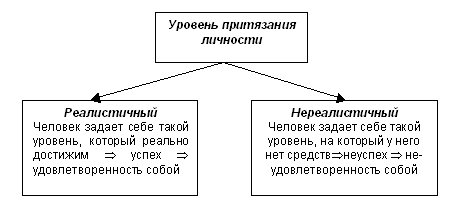 Уровень притязания
личности
Реалистичный
Человек задает себе такой
уровень, который реально
достижим ⇒ успех ⇒
удовлетворенность собой
Нереалистичный
Человек задает себе такой
уровень, на который у него
нет средств⇒неуспех ⇒ не-
удовлетворенность собой